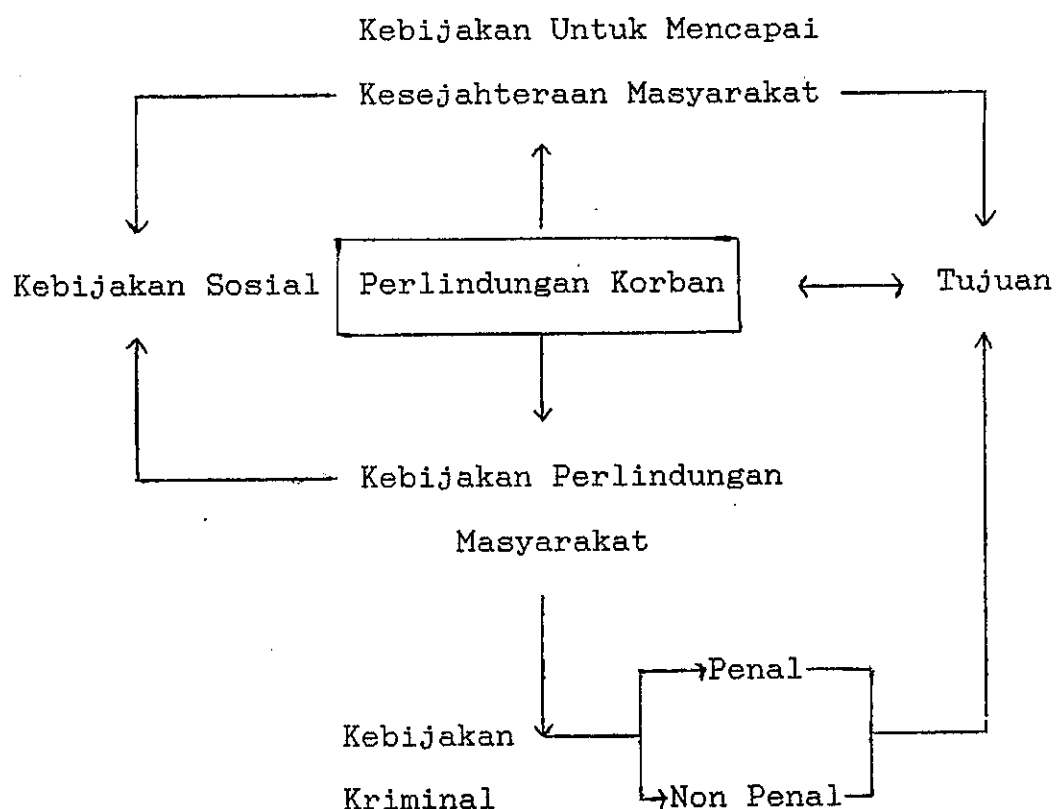 Kebijakan Untuk Mencapai
Kesejahteraan Masyarakat
Kebijakan Sosial Perlindungan Korban Tujuan
Kebijakan Perlindungan
Masyarakat
Penal
Kebijakan
Kriminal Non Penal